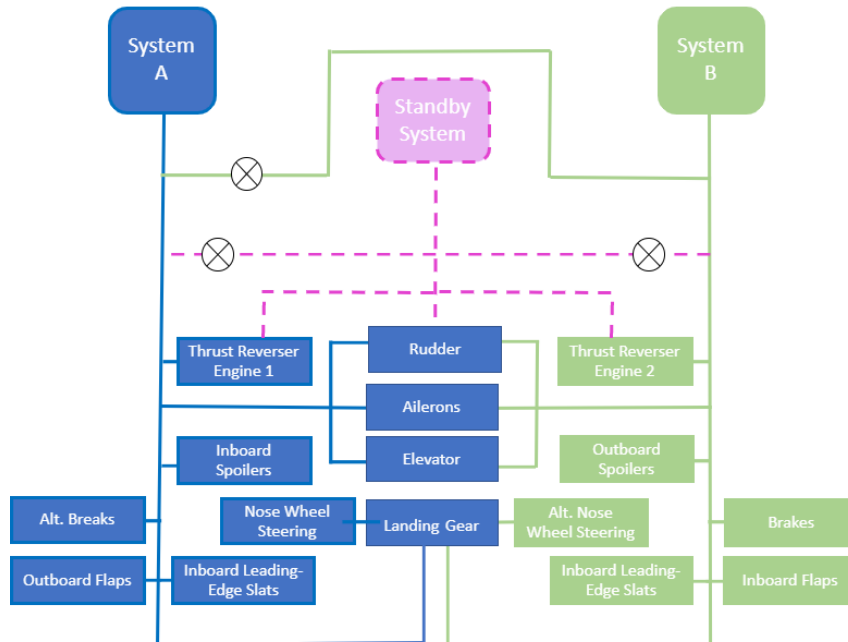 System
A
System
B
Standby
System
Thrust Reverser
Engine 1
Rudder
Thrust Reverser
Engine 2
Ailerons
Inboard
Spoilers
Elevator
Outboard
Spoilers
Alt. Breaks
Nose Wheel
Steering
Landing Gear
Alt. Nose
Wheel Steering
Brakes
Outboard Flaps
Inboard Leading-
Edge Slats
Inboard Leading-
Edge Slats
Inboard Flaps